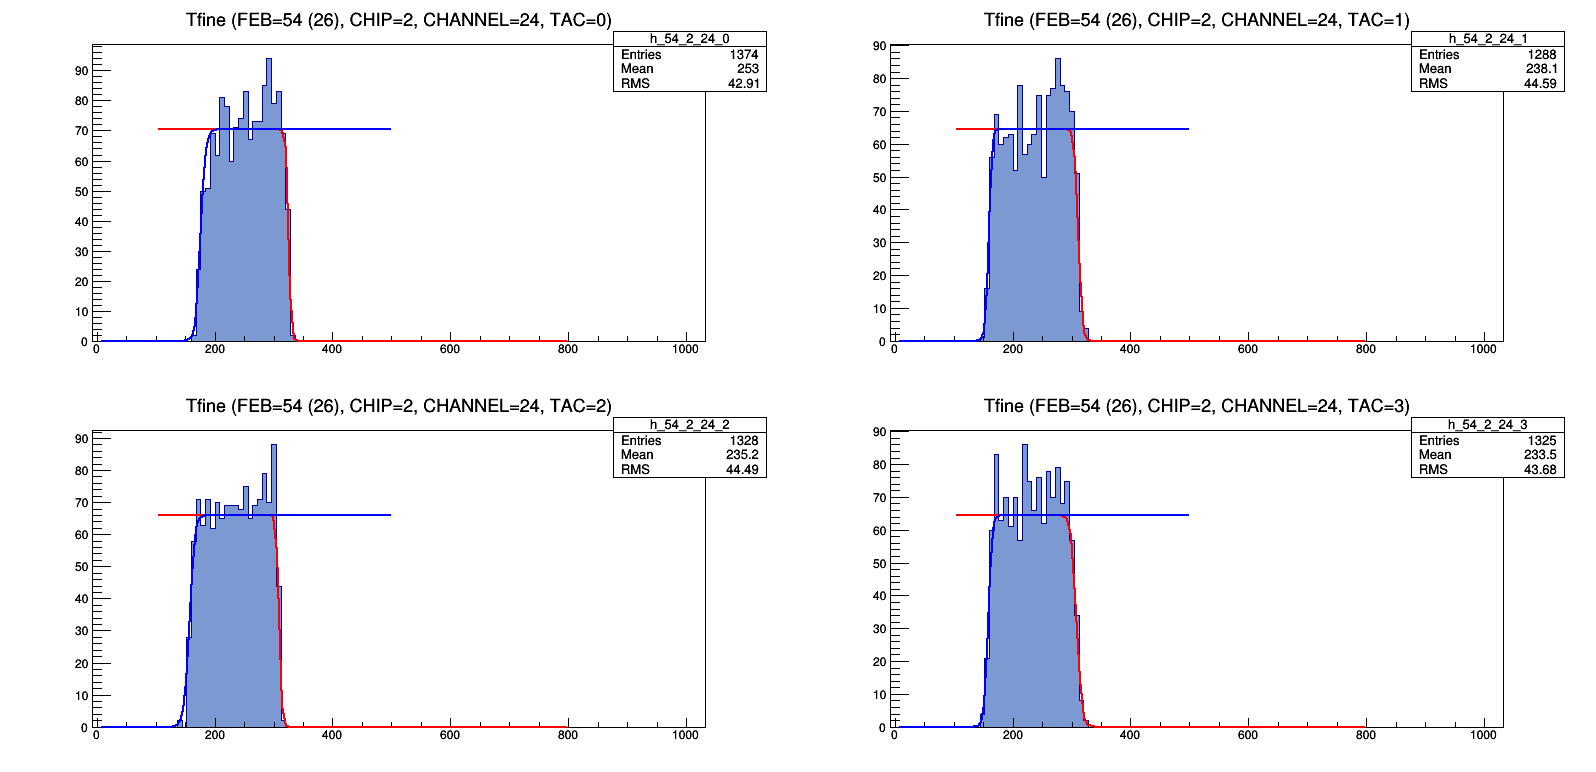 Tfine (FEB=54 (26), CHIP=2, CHANNEL=24, TAC=0)
h_54_2_24_0
Entries 1374
Mean 253
RMS 42.91
90
80
70
60
50
40
30
20
10
0
0 200 400 600 800 1000
Tfine (FEB=54 (26), CHIP=2, CHANNEL=24, TAC=1)
h_54_2_24_1
Entries 1288
Mean 238.1
RMS 44.59
90
80
70
60
50
40
30
20
10
0
0 200 400 600 800 1000
Tfine (FEB=54 (26), CHIP=2, CHANNEL=24, TAC=2)
h_54_2_24_2
Entries 1328
Mean 235.2
RMS 44.49
90
80
70
60
50
40
30
20
10
0
0 200 400 600 800 1000
Tfine (FEB=54 (26), CHIP=2, CHANNEL=24, TAC=3)
h_54_2_24_3
Entries 1325
Mean 233.5
RMS 43.68
90
80
70
60
50
40
30
20
10
0
0 200 400 600 800 1000